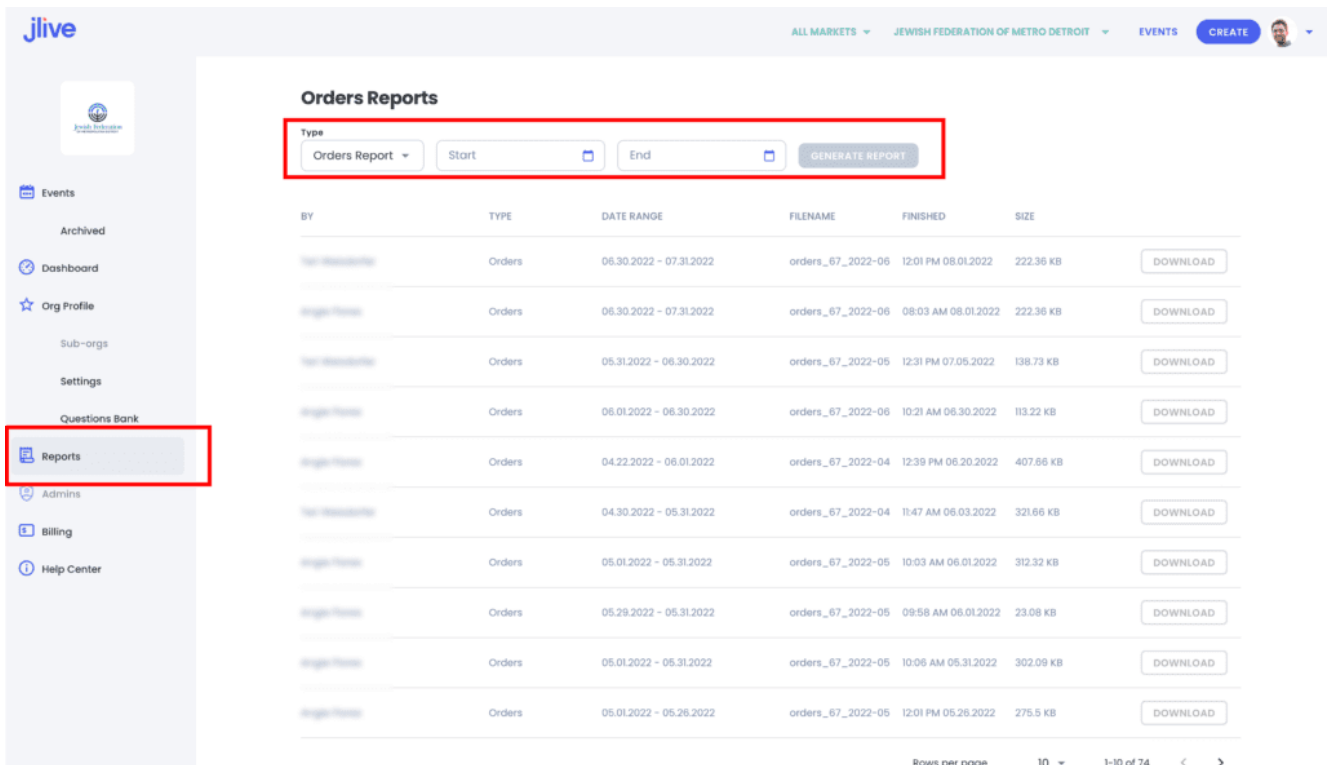 jlive
ALL MARKETS JEWISH FEDERATION OF METRO DETROIT EVENTS CREATE
Jewish Federation
Events
Archived
Dashboard
Org Profile
Sub-orgs
Settings
Questions Bank
Reports
Admins
Billing
Help Center
Orders Reports
Type
Orders Report Start End GENERATE REPORT
BY TYPE DATE RANGE FILENAME FINISHED SIZE
Orders 06.30.2022 - 07.31.2022 orders_67_2022-06 12:01 PM 08.01.2022 222.36 KB DOWNLOAD
Orders 06.30.2022 - 07.31.2022 orders_67_2022-06 08:03 AM 08.01.2022 222.36 KB DOWNLOAD
Orders 05.31.2022 - 06.30.2022 orders_67_2022-05 12:31 PM 07.05.2022 138.73 KB DOWNLOAD
Orders 06.01.2022 - 06.30.2022 orders_67_2022-06 10:21 AM 06.30.2022 113.22 KB DOWNLOAD
Orders 04.22.2022 - 06.01.2022 orders_67_2022-04 12:39 PM 06.20.2022 407.66 KB DOWNLOAD
Orders 04.30.2022 - 05.31.2022 orders_67_2022-04 11:47 AM 06.03.2022 321.66 KB DOWNLOAD
Orders 05.01.2022 - 05.31.2022 orders_67_2022-05 10:03 AM 06.01.2022 312.32 KB DOWNLOAD
Orders 05.29.2022 - 05.31.2022 orders_67_2022-05 09:58 AM 06.01.2022 23.08 KB DOWNLOAD
Orders 05.01.2022 - 05.31.2022 orders_67_2022-05 10:06 AM 05.31.2022 302.09 KB DOWNLOAD
Orders 05.01.2022 - 05.26.2022 orders_67_2022-05 12:01 PM 05.26.2022 275.5 KB DOWNLOAD
Rows per page 10 1-10 of 74